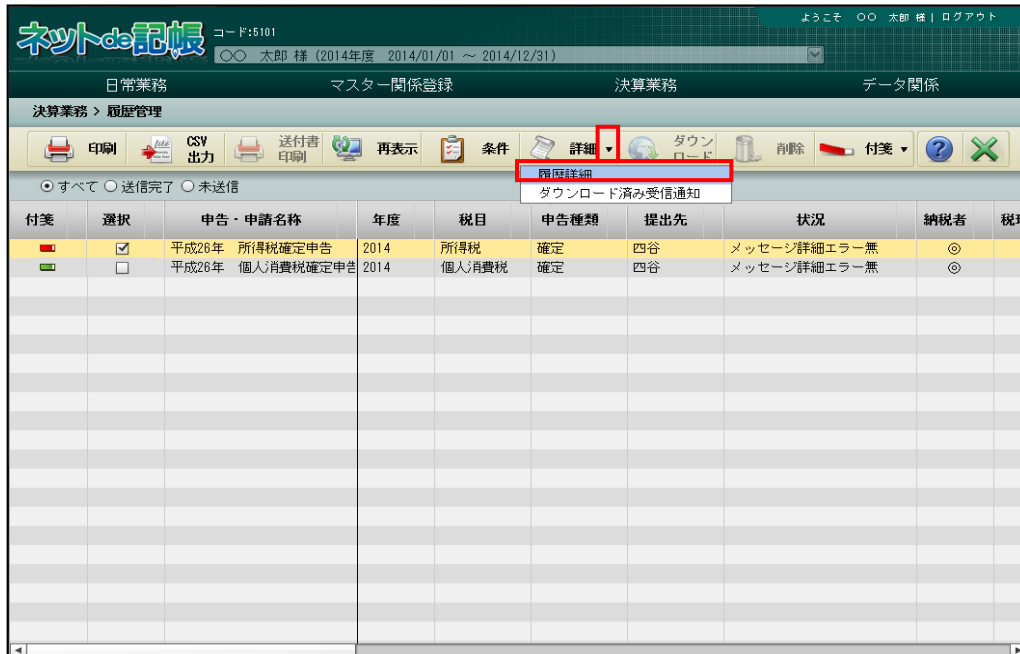 ようこそ 〇〇 太郎 様 | ログアウト
ネットde記帳 コード:5101
〇〇 太郎 様 (2014年度 2014/01/01 ～ 2014/12/31)
日常業務 マスター関係登録 決算業務 データ関係
決算業務 > 履歴管理
印刷 CSV出力 送付書印刷 再表示 条件 詳細 ▼ ダウンロード 削除 付箋 ▼ ?
履歴詳細
すべて 送信完了 未送信
ダウンロード済み受信通知
付箋 選択 申告・申請名称 年度 税目 申告種類 提出先 状況 納税者 税理
平成26年 所得税確定申告 2014 所得税 確定 四谷 メッセージ詳細エラー無 ◎
平成26年 個人消費税確定申告 2014 個人消費税 確定 四谷 メッセージ詳細エラー無 ◎